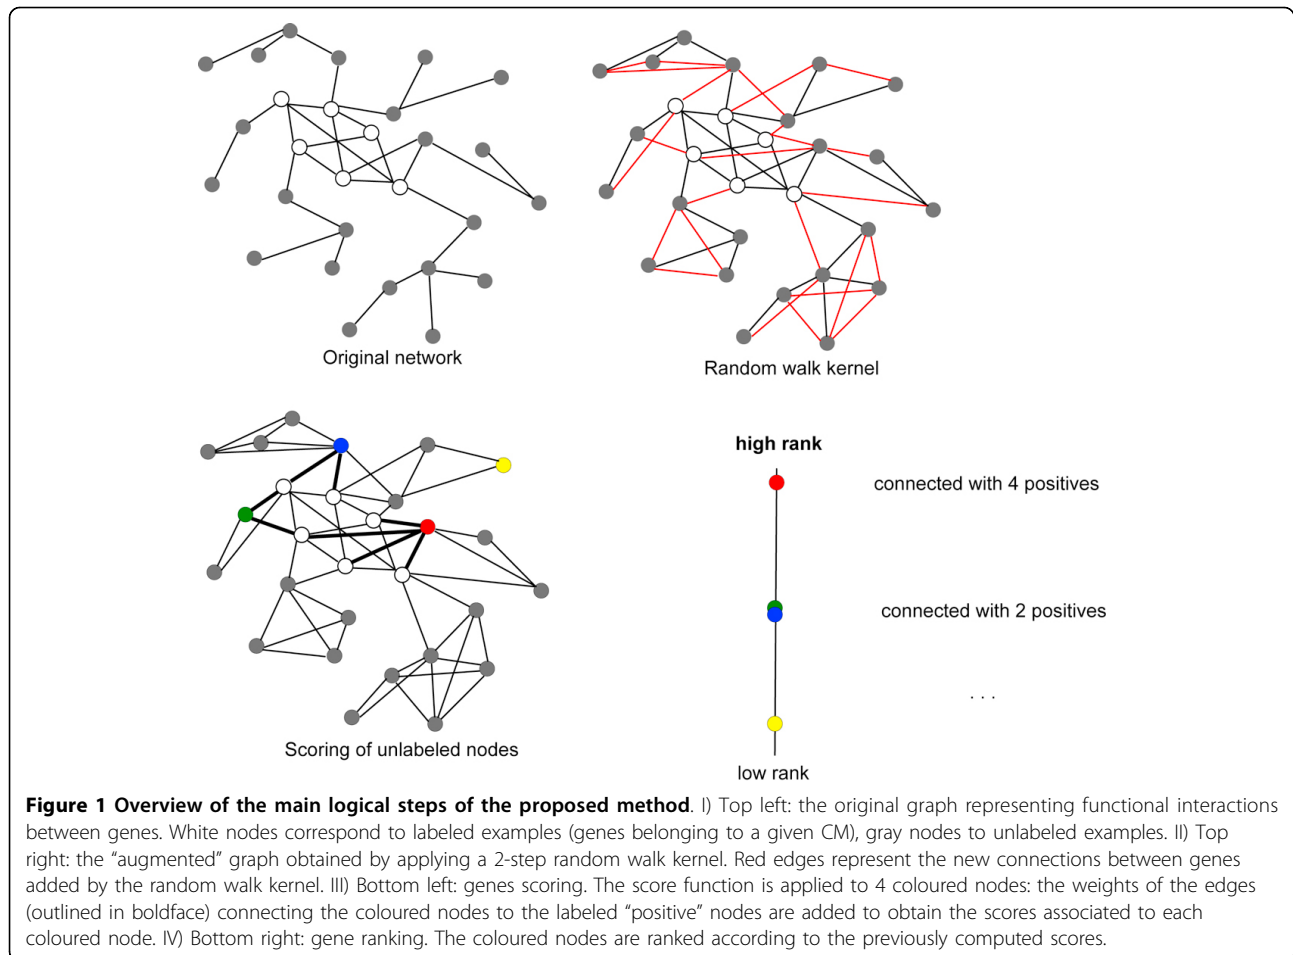 Original network
Random walk kernel
Scoring of unlabeled nodes
high rank
connected with 4 positives
connected with 2 positives
. . .
low rank
Figure 1 Overview of the main logical steps of the proposed method. I) Top left: the original graph representing functional interactions
between genes. White nodes correspond to labeled examples (genes belonging to a given CM), gray nodes to unlabeled examples. II) Top
right: the “augmented” graph obtained by applying a 2-step random walk kernel. Red edges represent the new connections between genes
added by the random walk kernel. III) Bottom left: genes scoring. The score function is applied to 4 coloured nodes: the weights of the edges
(outlined in boldface) connecting the coloured nodes to the labeled “positive” nodes are added to obtain the scores associated to each
coloured node. IV) Bottom right: gene ranking. The coloured nodes are ranked according to the previously computed scores.